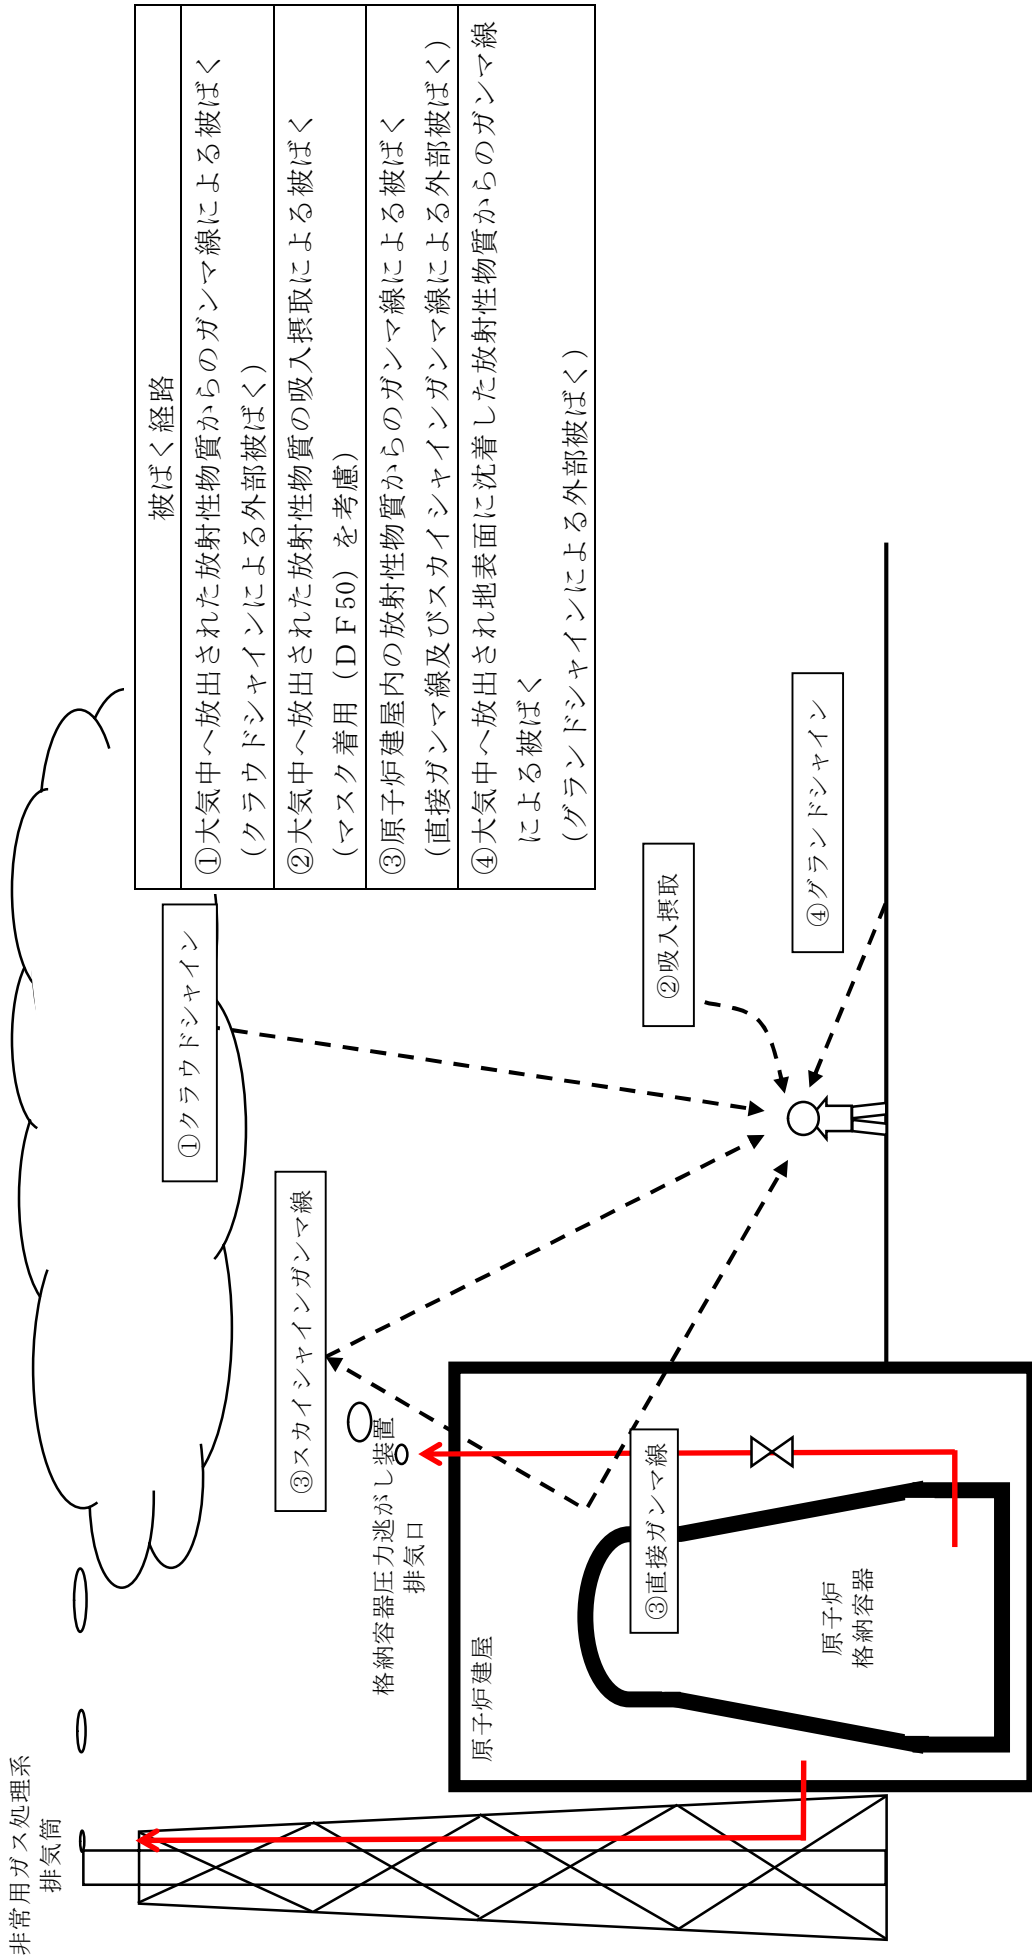 被ばく経路
①大気中へ放出された放射性物質からのガンマ線による被ばく
(クラウドシャインによる外部被ばく)
②大気中へ放出された放射性物質の吸入摂取による被ばく
(マスク着用（ＤＦ50）を考慮)
③原子炉建屋内の放射性物質からのガンマ線による被ばく
(直接ガンマ線及びスカイシャインガンマ線による外部被ばく)
④大気中へ放出され地表面に沈着した放射性物質からのガンマ線
による被ばく
(グランドシャインによる外部被ばく)
非常用ガス処理系
排気筒
①クラウドシャイン
③スカイシャインガンマ線
格納容器圧力逃がし装置
排気口
原子炉建屋
③直接ガンマ線
原子炉
格納容器
②吸入摂取
④グランドシャイン